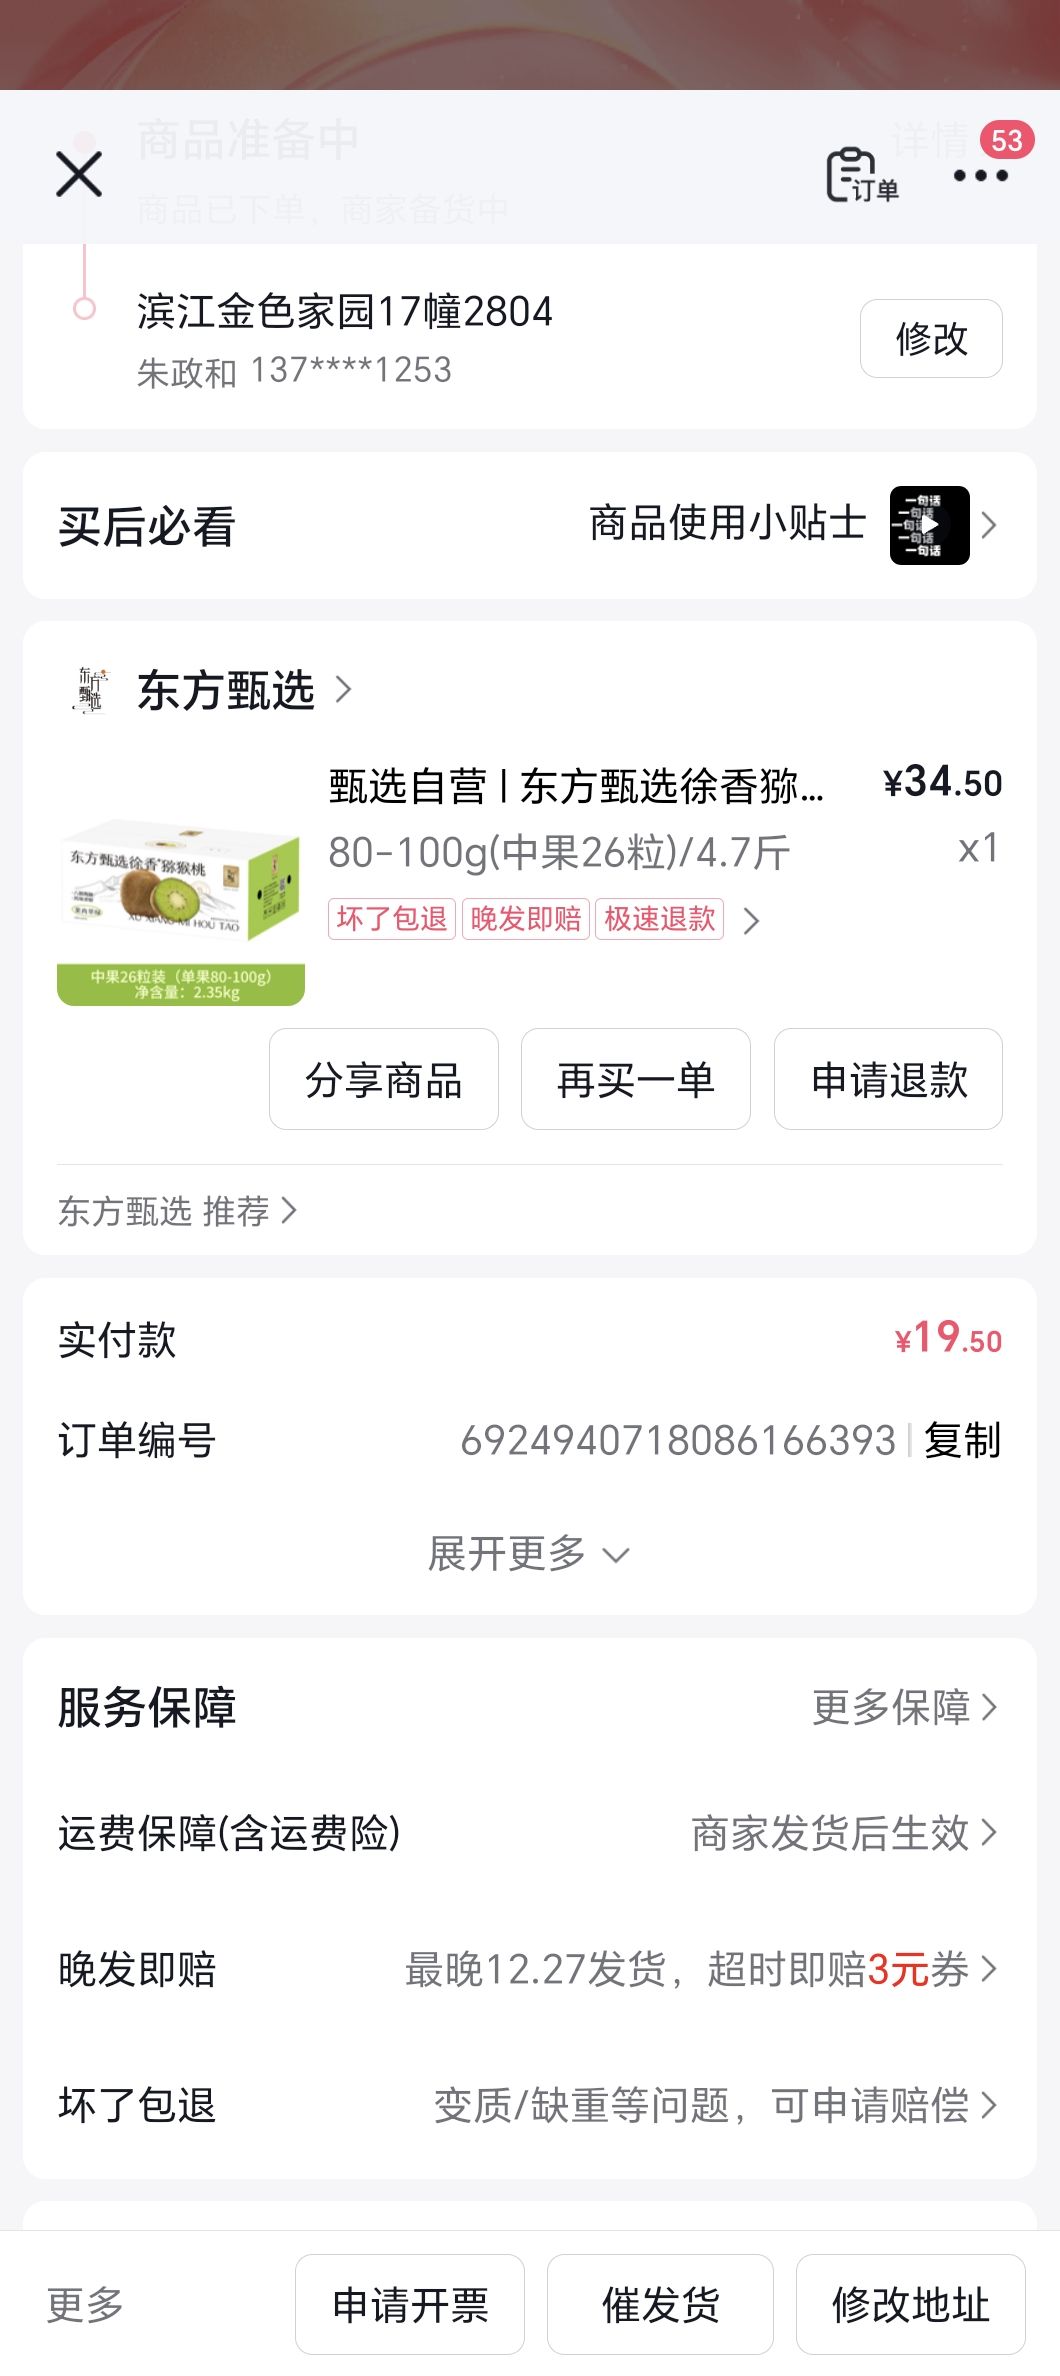 商品准备中
详情
53
订单
商品已下单，商家备货中
滨江金色家园17幢2804
修改
朱政和 137****1253
买后必看
商品使用小贴士
一句话
一句话
一句话
一句话
一句话
东方甄选
东方甄选
甄选自营 | 东方甄选徐香猕...
¥34.50
80-100g(中果26粒)/4.7斤
x1
坏了包退
晚发即赔
极速退款
东方甄选徐香猕猴桃
XU XIANG MI HOU TAO
中果26粒装（单果80-100g）
净含量：2.35kg
分享商品
再买一单
申请退款
东方甄选 推荐
实付款
¥19.50
订单编号
6924940718086166393
复制
展开更多
服务保障
更多保障
运费保障(含运费险)
商家发货后生效
晚发即赔
最晚12.27发货，超时即赔3元券
坏了包退
变质/缺重等问题，可申请赔偿
更多
申请开票
催发货
修改地址